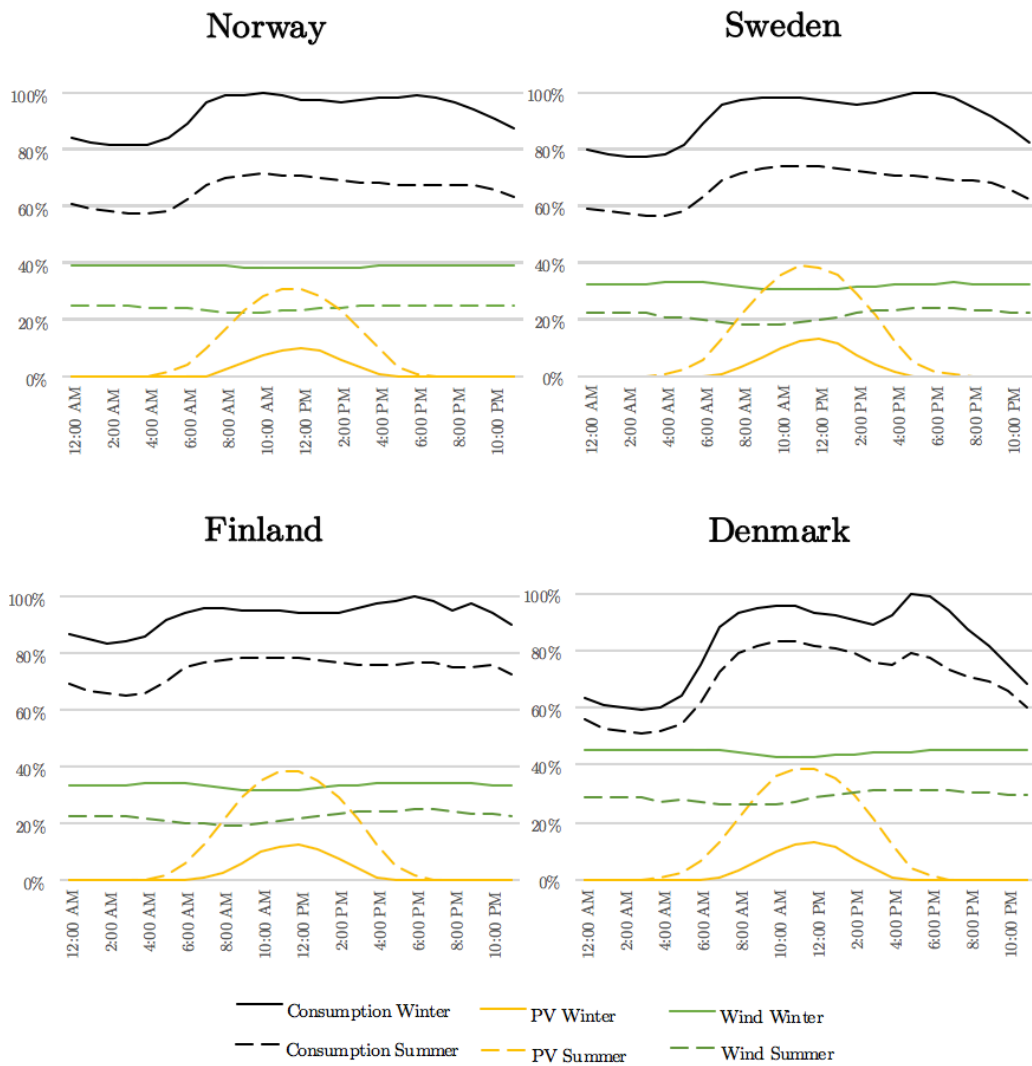 Norway
100%
80%
60%
40%
20%
0%
12:00 AM
2:00 AM
4:00 AM
6:00 AM
8:00 AM
10:00 AM
12:00 PM
2:00 PM
4:00 PM
6:00 PM
8:00 PM
10:00 PM
Sweden
100%
80%
60%
40%
20%
0%
12:00 AM
2:00 AM
4:00 AM
6:00 AM
8:00 AM
10:00 AM
12:00 PM
2:00 PM
4:00 PM
6:00 PM
8:00 PM
10:00 PM
Finland
100%
80%
60%
40%
20%
0%
12:00 AM
2:00 AM
4:00 AM
6:00 AM
8:00 AM
10:00 AM
12:00 PM
2:00 PM
4:00 PM
6:00 PM
8:00 PM
10:00 PM
Denmark
100%
80%
60%
40%
20%
0%
12:00 AM
2:00 AM
4:00 AM
6:00 AM
8:00 AM
10:00 AM
12:00 PM
2:00 PM
4:00 PM
6:00 PM
8:00 PM
10:00 PM
Consumption Winter
PV Winter
Wind Winter
Consumption Summer
PV Summer
Wind Summer